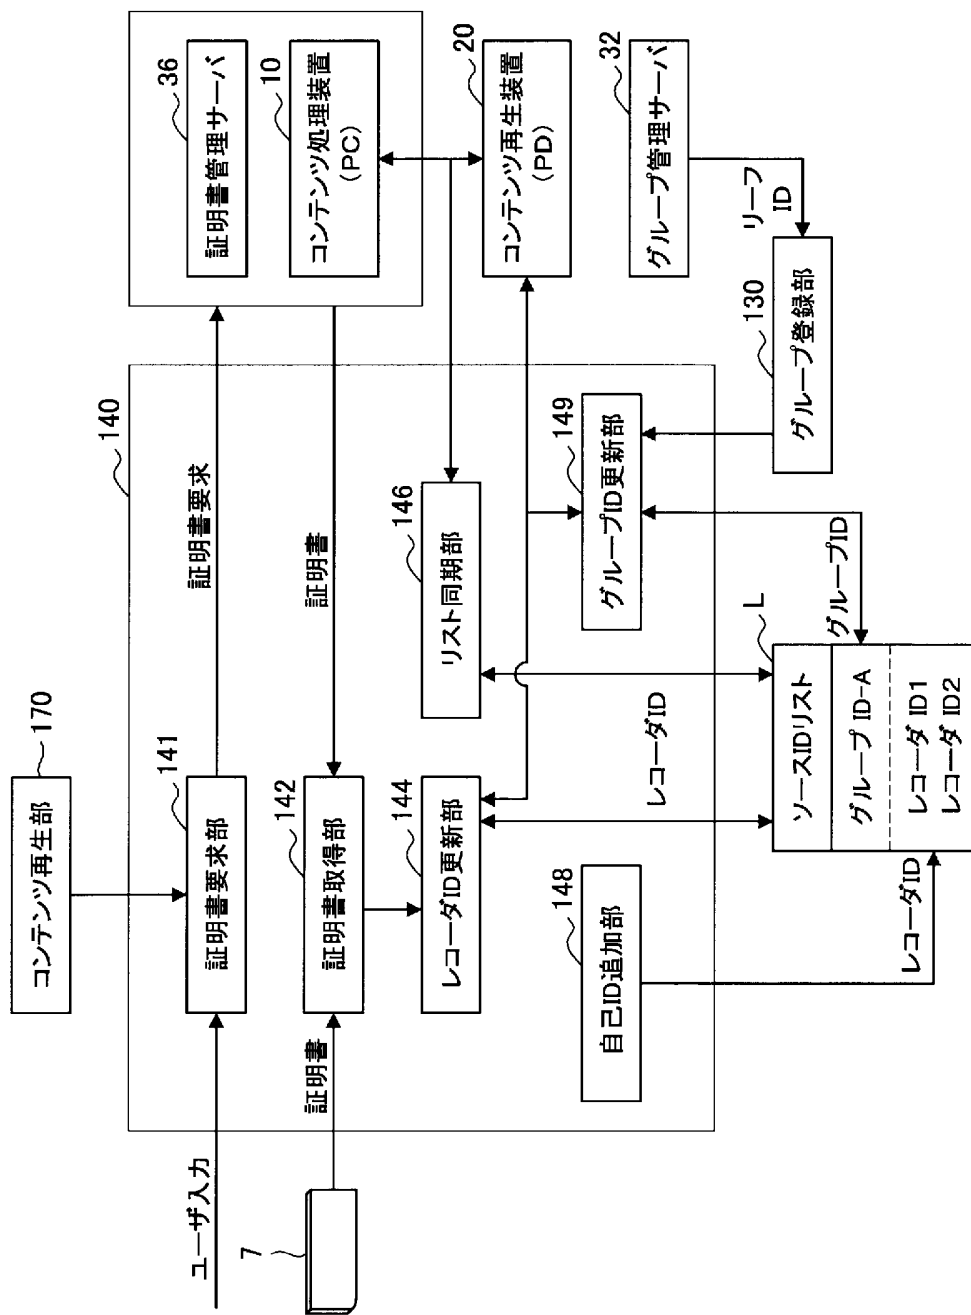 コンテンツ再生部
170
140
ユーザ入力
証明書要求部
141
証明書要求
証明書管理サーバ
36
7
証明書
証明書取得部
142
証明書
コンテンツ処理装置
(PC)
10
レコーダID更新部
144
リスト同期部
146
コンテンツ再生装置
(PD)
20
自己ID追加部
148
レコーダID
グループID更新部
149
グループ管理サーバ
32
リーフ
ID
グループ登録部
130
レコーダID
ソースIDリスト
L
グループID
グループ ID-A
レコーダ ID1
レコーダ ID2